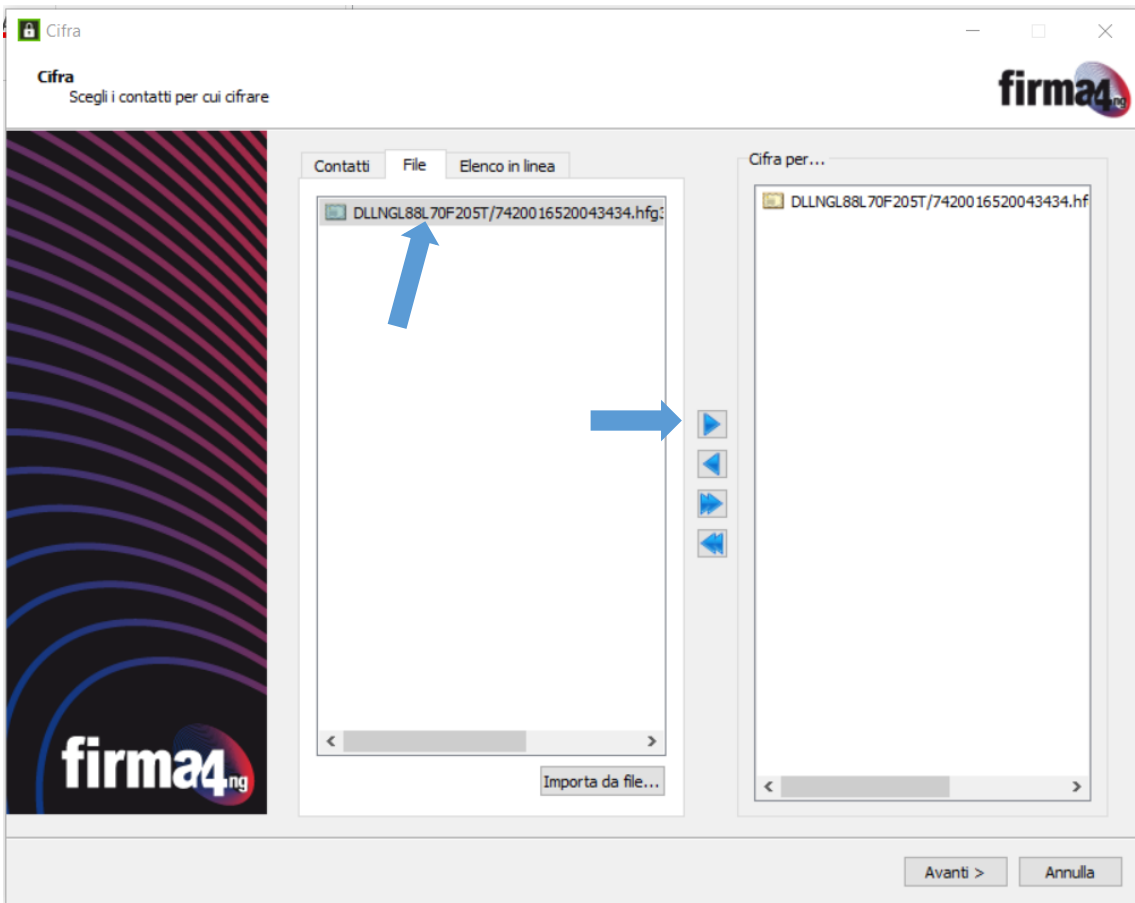 Cifra
Cifra
Scegli i contatti per cui cifrare
firma4ng
Contatti File Elenco in linea
DLLNGL88L70F205T/7420016520043434.hfg3
Importa da file...
Cifra per...
DLLNGL88L70F205T/7420016520043434.hf
firma4ng
Avanti > Annulla